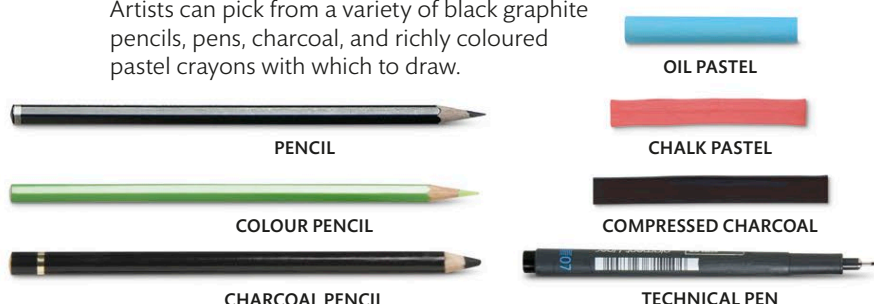 Artists can pick from a variety of black graphite
pencils, pens, charcoal, and richly coloured
pastel crayons with which to draw.
OIL PASTEL
PENCIL
CHALK PASTEL
COLOUR PENCIL
COMPRESSED CHARCOAL
CHARCOAL PENCIL
TECHNICAL PEN
07